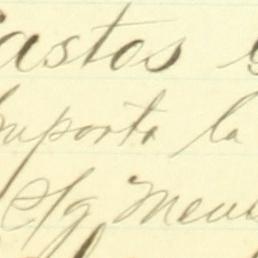 Gastos
Importa la
C/g Men